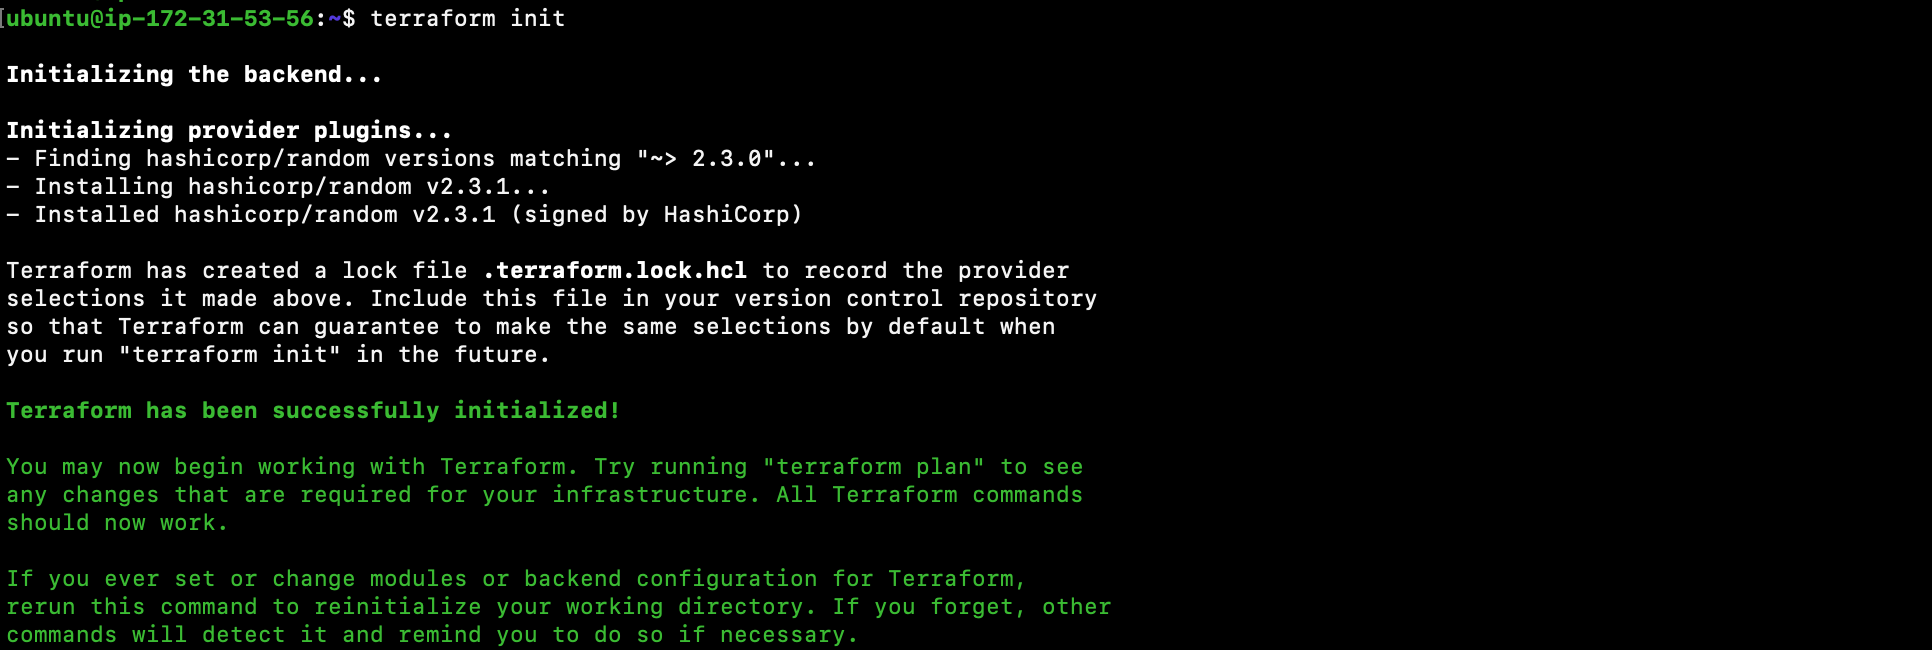 ubuntu@ip-172-31-53-56:~$ terraform init
Initializing the backend...
Initializing provider plugins...
- Finding hashicorp/random versions matching "~> 2.3.0"...
- Installing hashicorp/random v2.3.1...
- Installed hashicorp/random v2.3.1 (signed by HashiCorp)
Terraform has created a lock file .terraform.lock.hcl to record the provider
selections it made above. Include this file in your version control repository
so that Terraform can guarantee to make the same selections by default when
you run "terraform init" in the future.
Terraform has been successfully initialized!
You may now begin working with Terraform. Try running "terraform plan" to see
any changes that are required for your infrastructure. All Terraform commands
should now work.
If you ever set or change modules or backend configuration for Terraform,
rerun this command to reinitialize your working directory. If you forget, other
commands will detect it and remind you to do so if necessary.